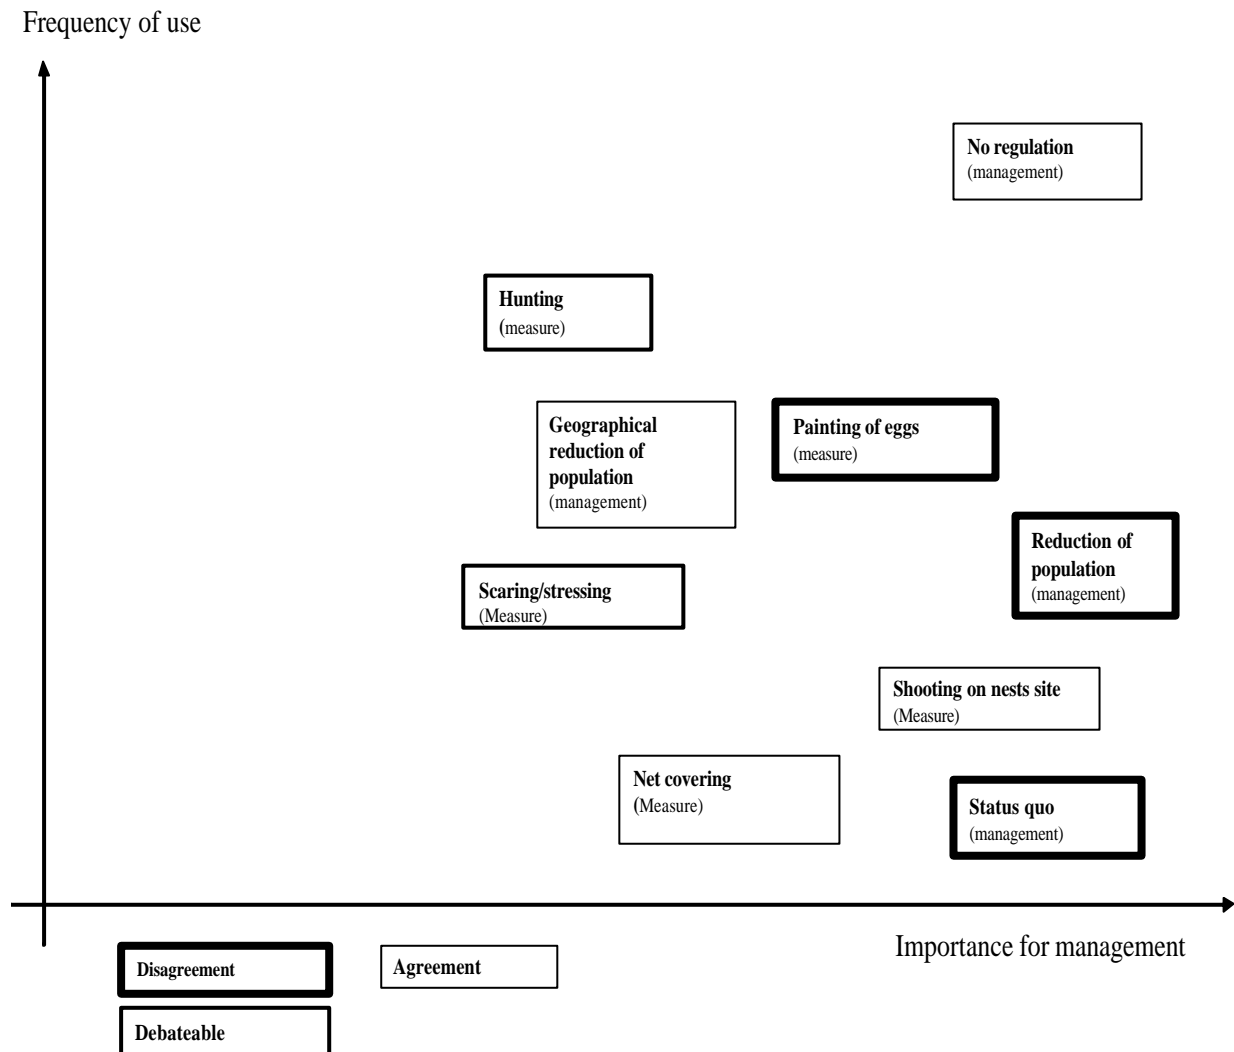 Frequency of use
No regulation
(management)
Hunting
(measure)
Geographical
reduction of
population
(management)
Painting of eggs
(measure)
Reduction of
population
(management)
Scaring/stressing
(Measure)
Shooting on nests site
(Measure)
Net covering
(Measure)
Status quo
(management)
Importance for management
Disagreement
Agreement
Debateable